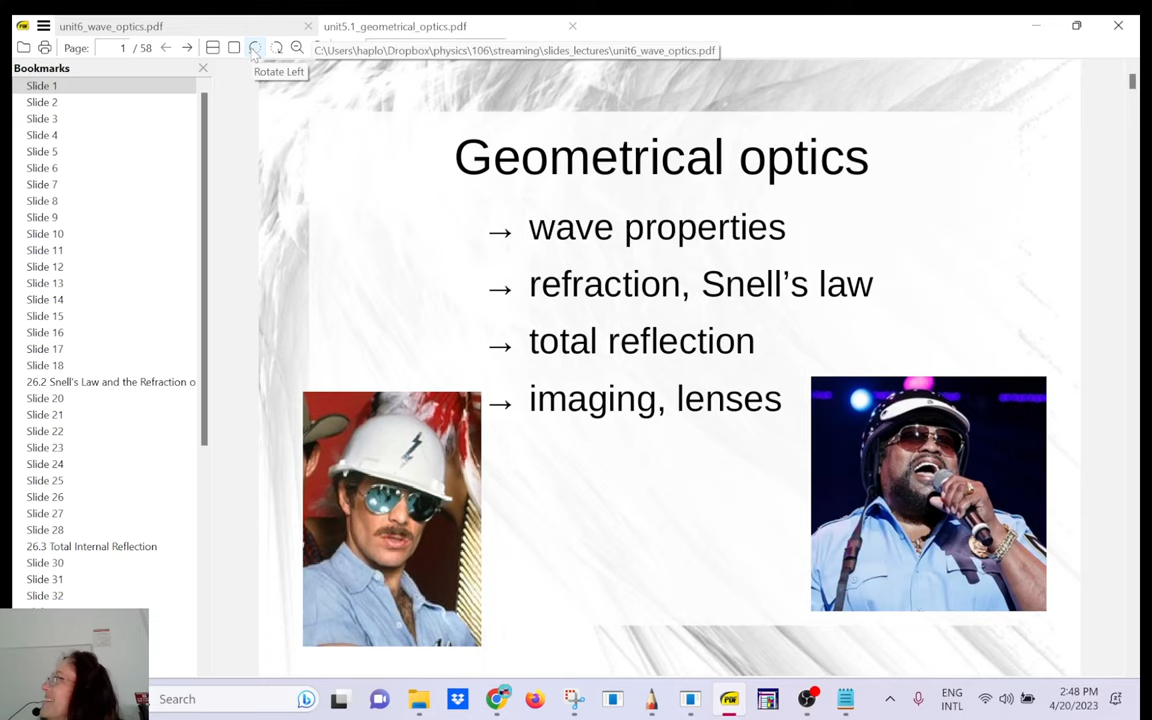 unit6_wave_optics.pdf
unit5.1_geometrical_optics.pdf
Page: 1 / 58
C:\Users\haplo\Dropbox\physics\106\streaming\slides_lectures\unit6_wave_optics.pdf
Bookmarks
Rotate Left
Slide 1
Slide 2
Slide 3
Slide 4
Slide 5
Slide 6
Slide 7
Slide 8
Slide 9
Slide 10
Slide 11
Slide 12
Slide 13
Slide 14
Slide 15
Slide 16
Slide 17
Slide 18
26.2 Snell's Law and the Refraction o
Slide 20
Slide 21
Slide 22
Slide 23
Slide 24
Slide 25
Slide 26
Slide 27
Slide 28
26.3 Total Internal Reflection
Slide 30
Slide 31
Slide 32
Geometrical optics
→ wave properties
→ refraction, Snell’s law
→ total reflection
→ imaging, lenses
Search
ENG
INTL
2:48 PM
4/20/2023